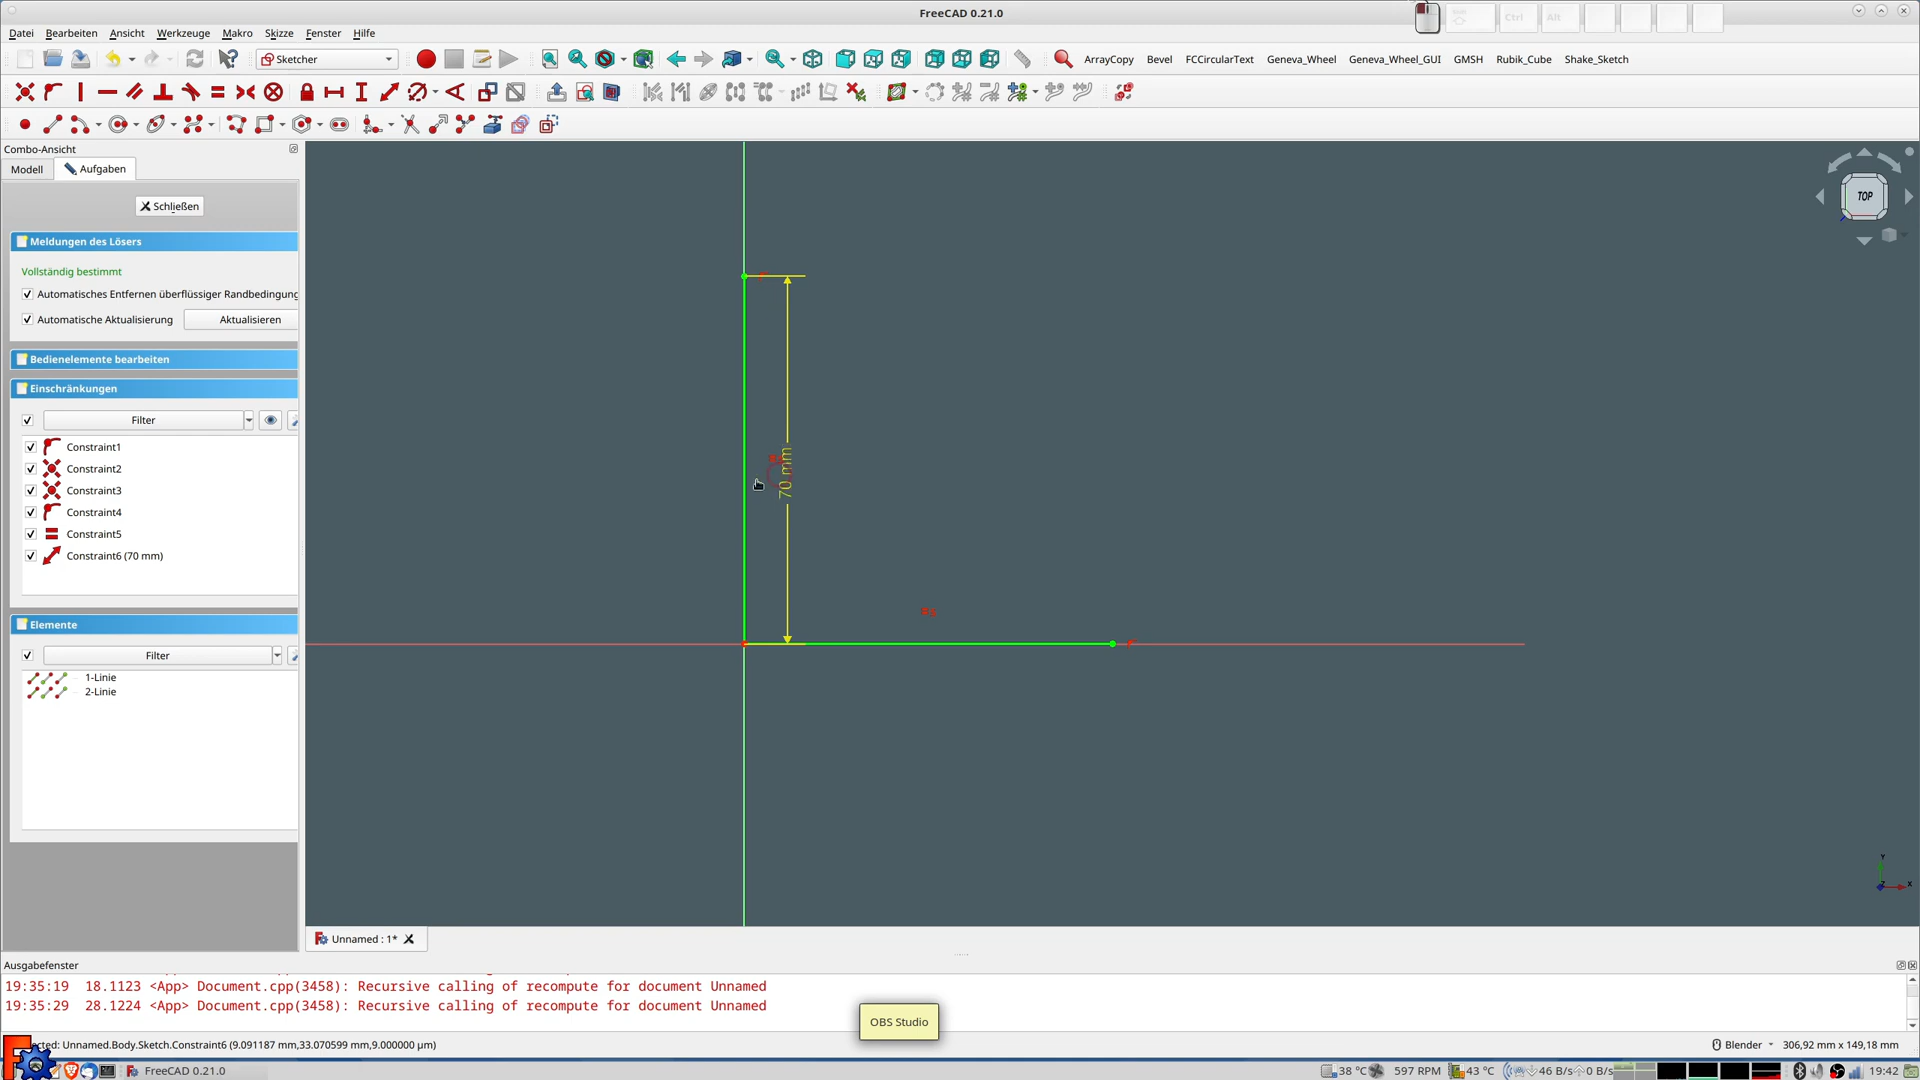 FreeCAD 0.21.0
Ctrl
Alt
Datei
Bearbeiten
Ansicht
Werkzeuge
Makro
Skizze
Fenster
Hilfe
Sketcher
ArrayCopy
Bevel
FCCircularText
Geneva_Wheel
Geneva_Wheel_GUI
GMSH
Rubik_Cube
Shake_Sketch
Combo-Ansicht
Modell
Aufgaben
Schließen
TOP
Meldungen des Lösers
Vollständig bestimmt
Automatisches Entfernen überflüssiger Randbedingung
Automatische Aktualisierung
Aktualisieren
Bedienelemente bearbeiten
Einschränkungen
Filter
Constraint1
Constraint2
Constraint3
Constraint4
Constraint5
Constraint6 (70 mm)
70 mm
Elemente
Filter
1-Linie
2-Linie
Y
Z
X
Unnamed : 1*
Ausgabefenster
19:35:19 18.1123 <App> Document.cpp(3458): Recursive calling of recompute for document Unnamed
19:35:29 28.1224 <App> Document.cpp(3458): Recursive calling of recompute for document Unnamed
OBS Studio
cted: Unnamed.Body.Sketch.Constraint6 (9.091187 mm,33.070599 mm,9.000000 µm)
Blender
306,92 mm x 149,18 mm
FreeCAD 0.21.0
38 °C
597 RPM
43 °C
46 B/s
0 B/s
19:42